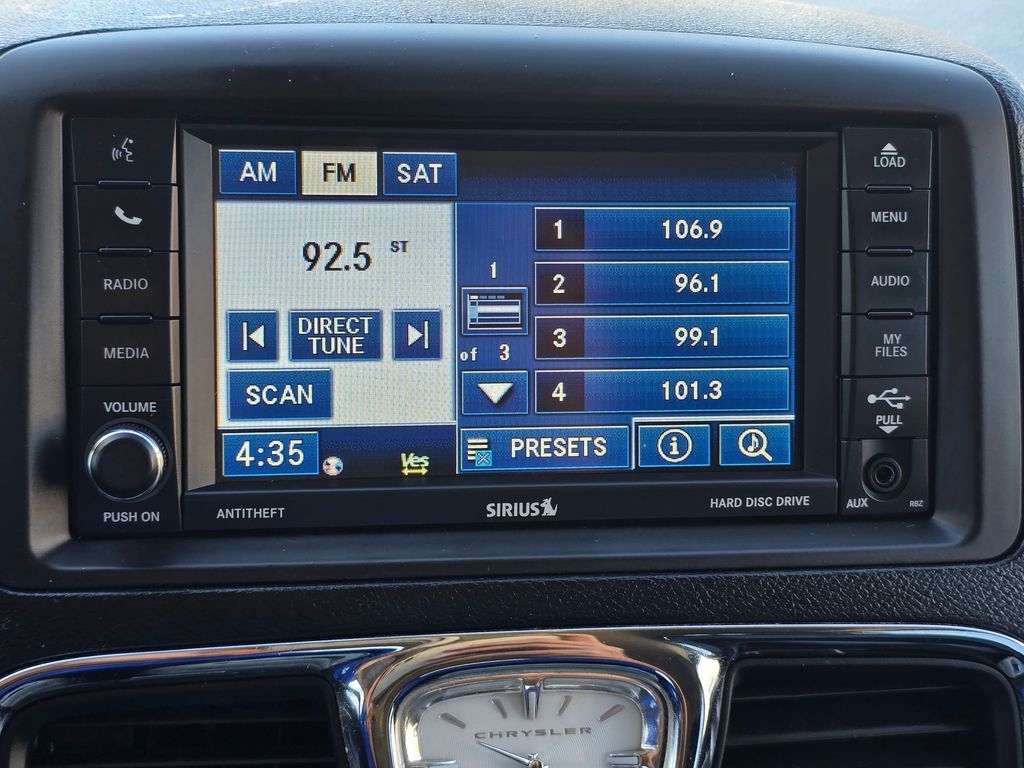 AM FM SAT
LOAD
1 106.9
MENU
92.5 ST
1
2 96.1
RADIO
AUDIO
DIRECT
TUNE
of 3
3 99.1
MEDIA
MY
FILES
SCAN
4 101.3
VOLUME
PULL
4:35
Yes
PRESETS
PUSH ON
ANTITHEFT
SIRIUS
HARD DISC DRIVE
AUX
RBZ
CHRYSLER